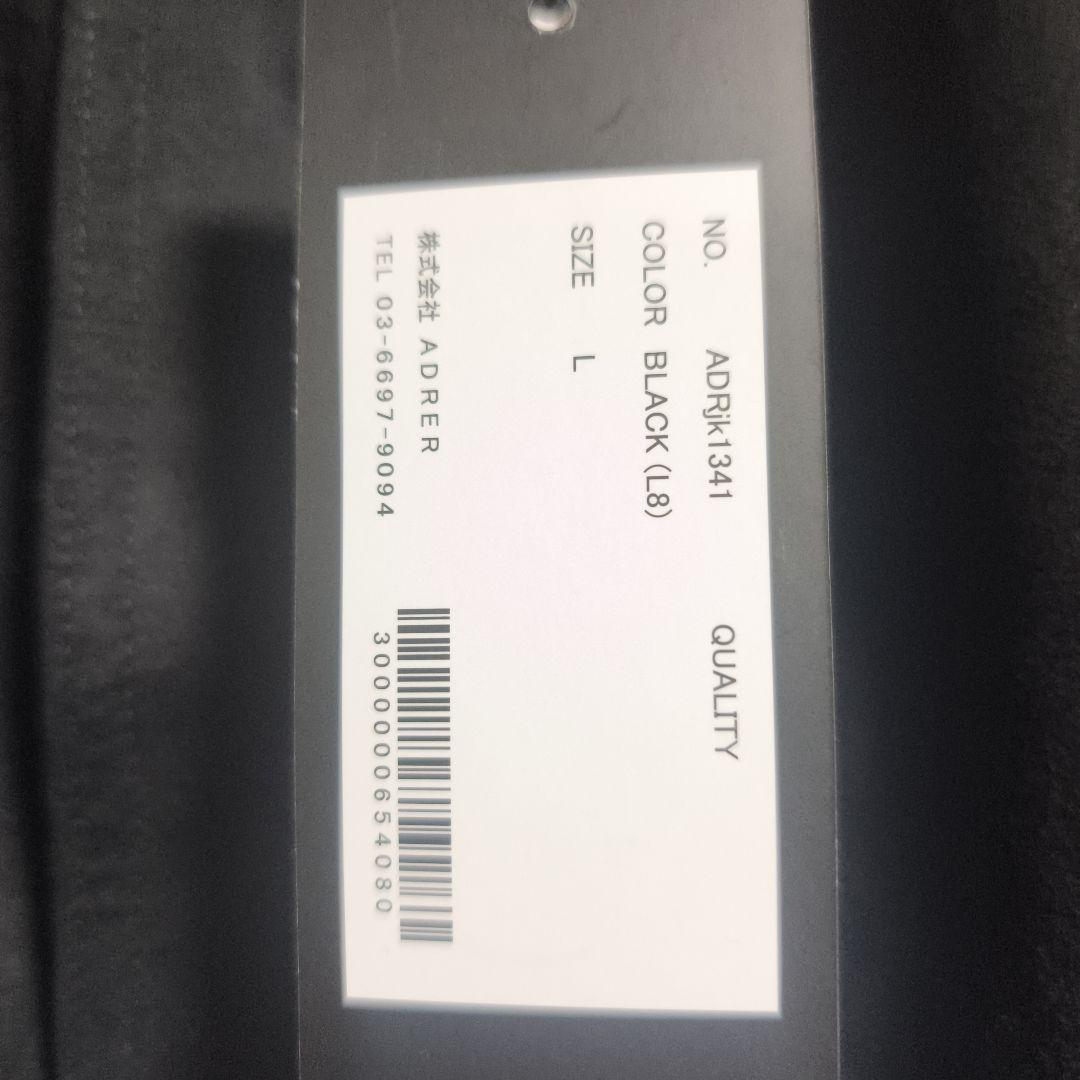 NO. ADRjk1341 QUALITY
COLOR BLACK (L8)
SIZE L
株式会社 ADRER
TEL 03-6697-9094
3000000654080